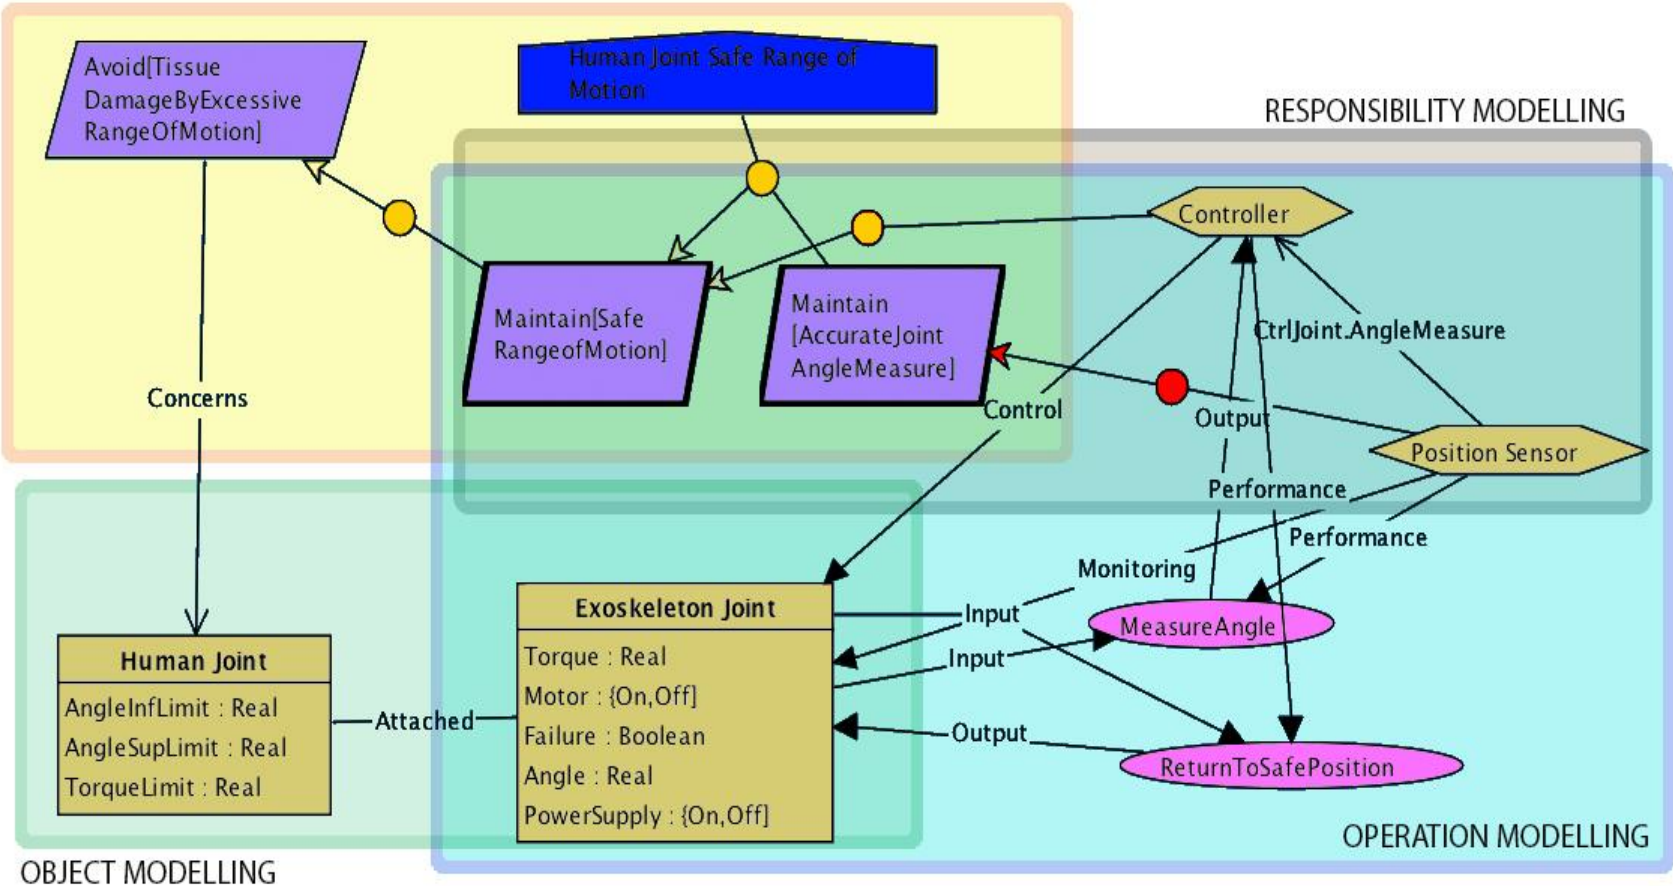 Avoid[Tissue
DamageByExcessive
RangeOfMotion]
Human Joint Safe Range of
Motion
RESPONSIBILITY MODELLING
Controller
Maintain[Safe
RangeofMotion]
Maintain
[AccurateJoint
AngleMeasure]
CtrlJoint.AngleMeasure
Concerns
Control
Output
Position Sensor
Performance
Performance
Monitoring
Human Joint
AngleInfLimit : Real
AngleSupLimit : Real
TorqueLimit : Real
Attached
Exoskeleton Joint
Torque : Real
Motor : {On,Off}
Failure : Boolean
Angle : Real
PowerSupply : {On,Off}
Input
Input
Output
MeasureAngle
ReturnToSafePosition
OPERATION MODELLING
OBJECT MODELLING